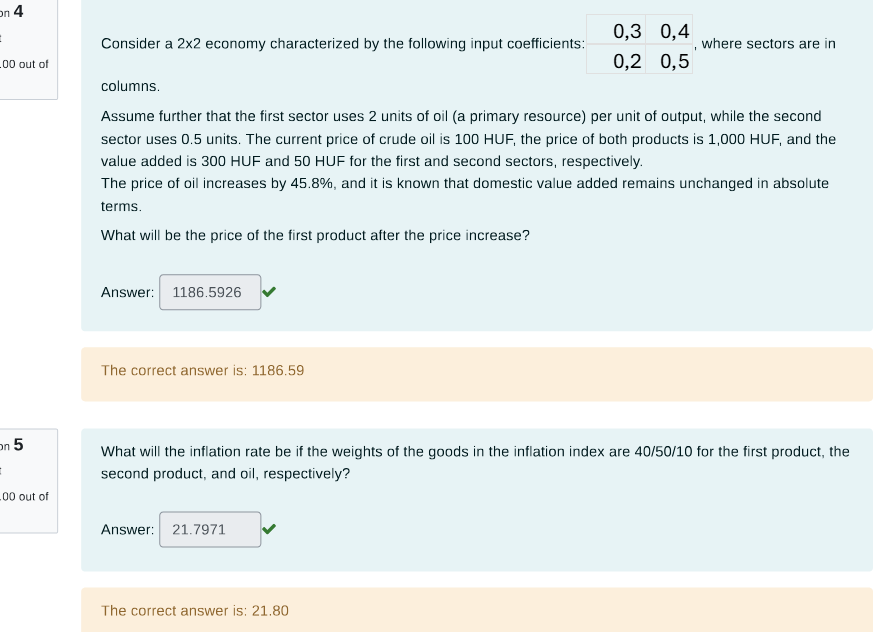 on 4
t
.00 out of
Consider a 2x2 economy characterized by the following input coefficients: 0,3 0,4 , where sectors are in
0,2 0,5
columns.
Assume further that the first sector uses 2 units of oil (a primary resource) per unit of output, while the second
sector uses 0.5 units. The current price of crude oil is 100 HUF, the price of both products is 1,000 HUF, and the
value added is 300 HUF and 50 HUF for the first and second sectors, respectively.
The price of oil increases by 45.8%, and it is known that domestic value added remains unchanged in absolute
terms.
What will be the price of the first product after the price increase?
Answer: 1186.5926
The correct answer is: 1186.59
on 5
t
.00 out of
What will the inflation rate be if the weights of the goods in the inflation index are 40/50/10 for the first product, the
second product, and oil, respectively?
Answer: 21.7971
The correct answer is: 21.80